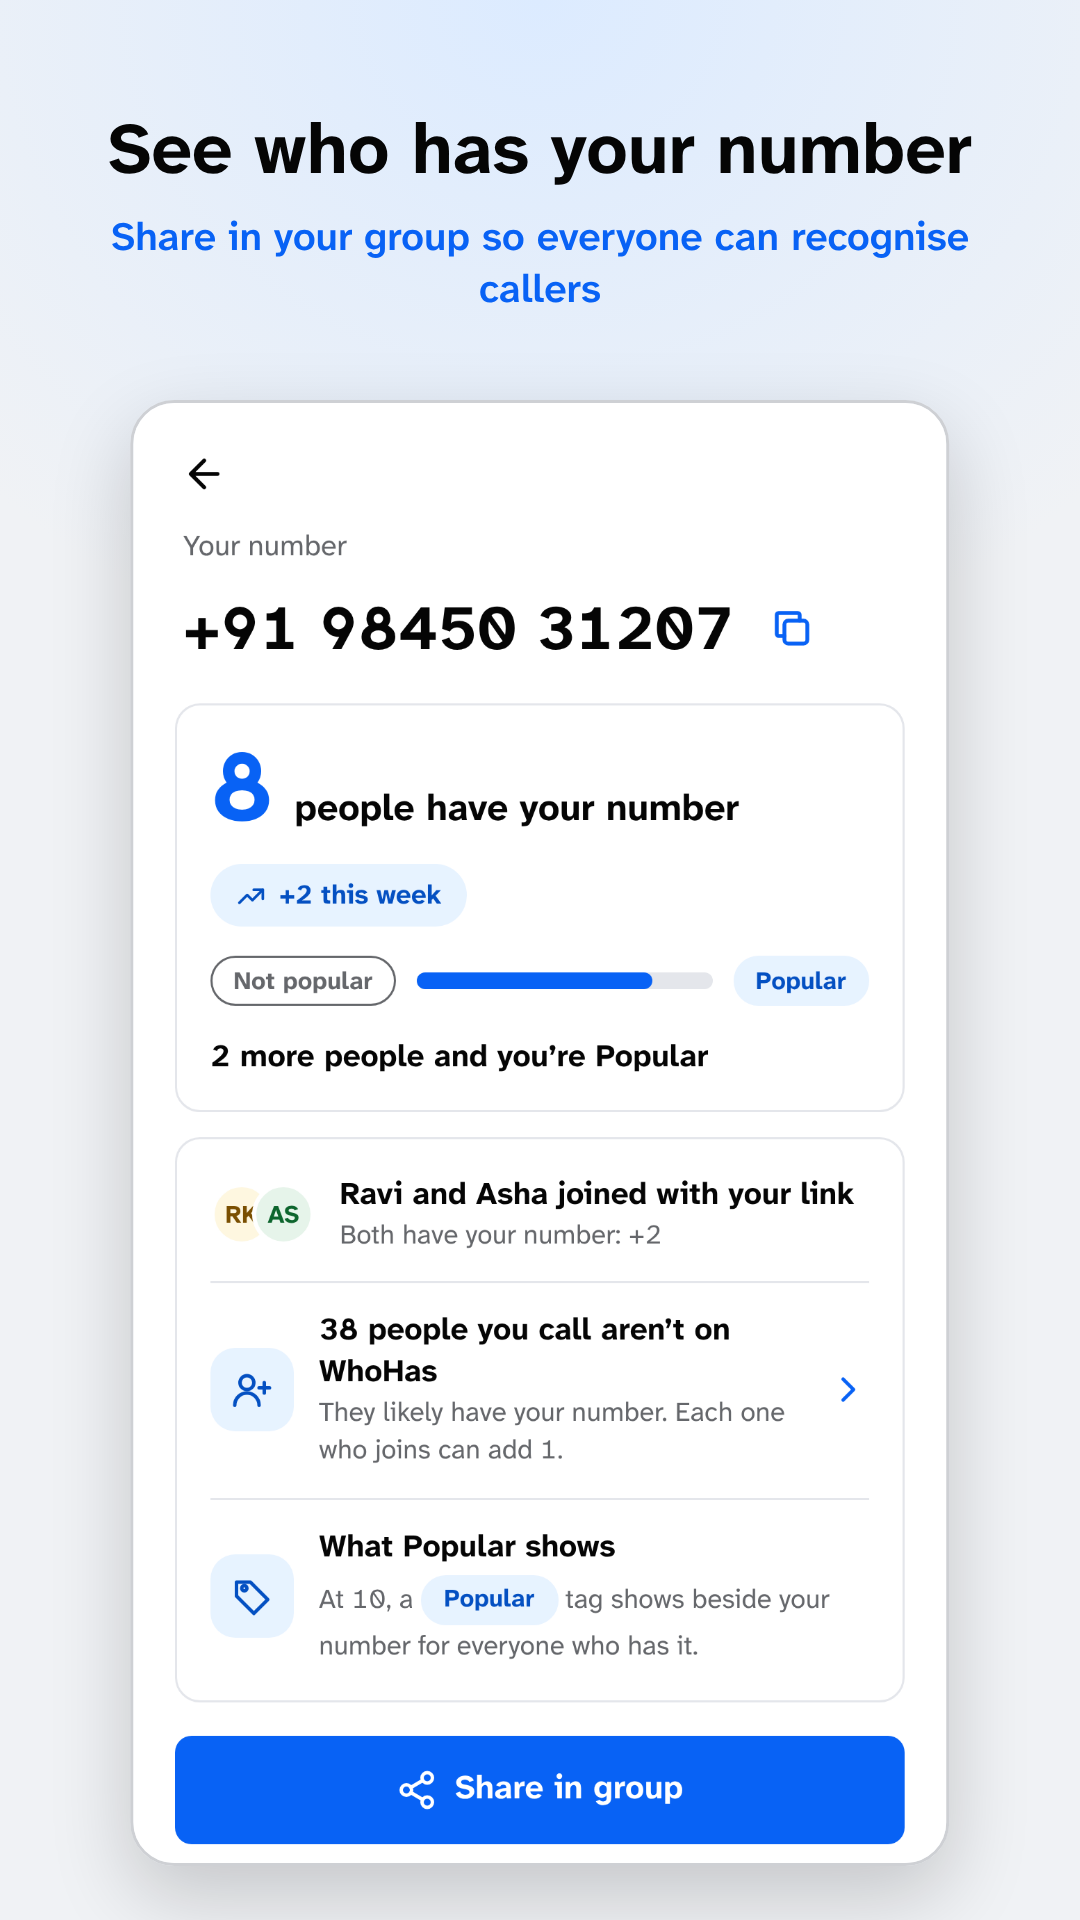 See who has your number
Share in your group so everyone can recognise
callers
Your number
+91 98450 31207
8 people have your number
+2 this week
Not popular
Popular
2 more people and you’re Popular
RK
AS
Ravi and Asha joined with your link
Both have your number: +2
38 people you call aren’t on
WhoHas
They likely have your number. Each one
who joins can add 1.
What Popular shows
At 10, a Popular tag shows beside your
number for everyone who has it.
Share in group